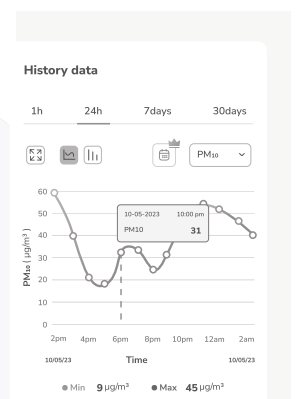 History data
1h 24h 7days 30days
PM₁₀
60
50
40
30
20
10
0
PM₁₀ ( μg/m³ )
10-05-2023 10:00 pm
PM10 31
2pm 4pm 6pm 8pm 10pm 12am 2am
10/05/23 Time 10/05/23
Min 9 μg/m³ Max 45 μg/m³